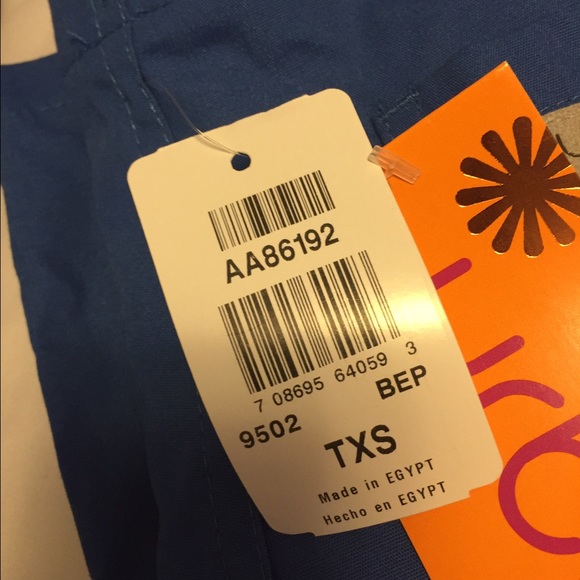 AA86192
7 08695 64059 3
9502 BEP
TXS
Made in EGYPT
Hecho en EGYPT